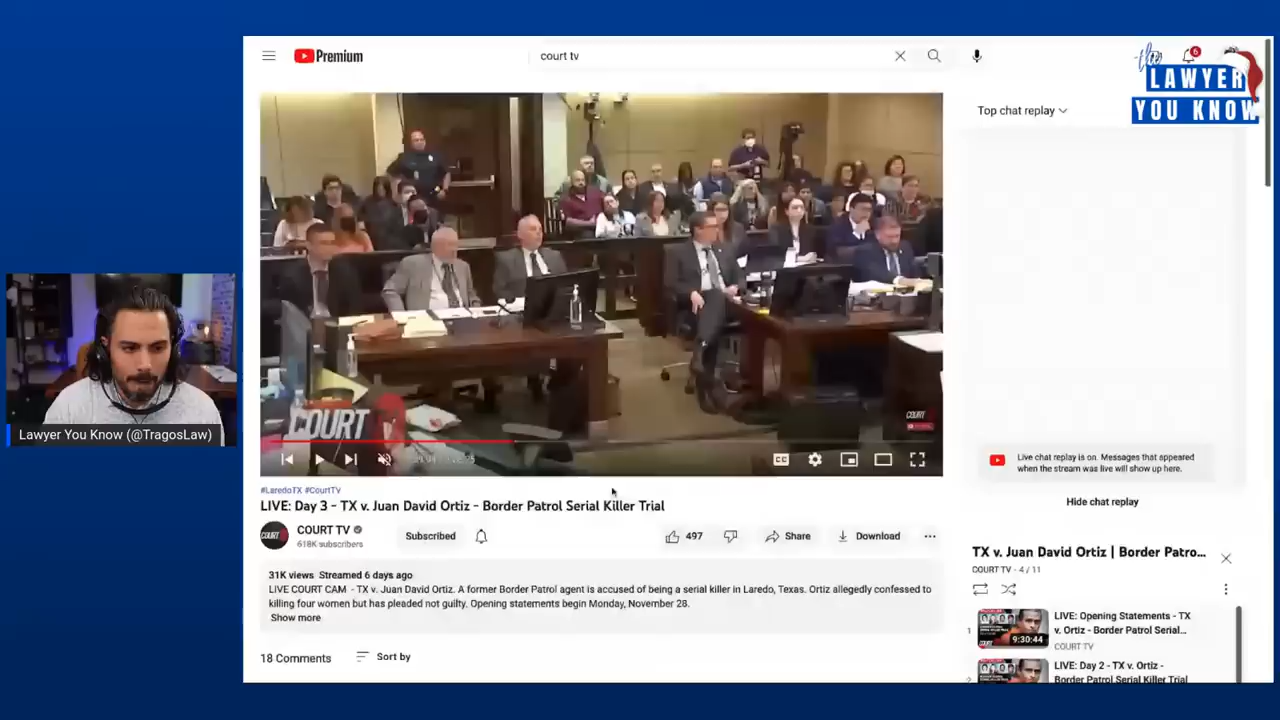 Premium
court tv
6
the
LAWYER
YOU KNOW
Top chat replay
COURT
COURT
CC
Live chat replay is on. Messages that appeared
when the stream was live will show up here.
Hide chat replay
Lawyer You Know (@TragosLaw)
#LaredoTX #CourtTV
LIVE: Day 3 - TX v. Juan David Ortiz - Border Patrol Serial Killer Trial
COURT
COURT TV
618K subscribers
Subscribed
497
Share
Download
31K views Streamed 6 days ago
LIVE COURT CAM - TX v. Juan David Ortiz. A former Border Patrol agent is accused of being a serial killer in Laredo, Texas. Ortiz allegedly confessed to
killing four women but has pleaded not guilty. Opening statements begin Monday, November 28.
Show more
18 Comments
Sort by
TX v. Juan David Ortiz | Border Patro...
COURT TV - 4 / 11
1
9:30:44
LIVE: Opening Statements - TX
v. Ortiz - Border Patrol Serial...
COURT TV
2
LIVE: Day 2 - TX v. Ortiz -
Border Patrol Serial Killer Trial